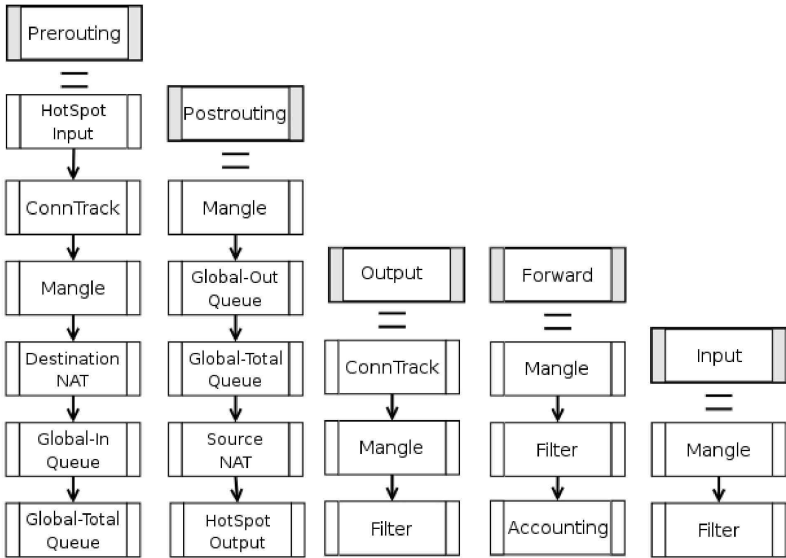 Prerouting
HotSpot
Input
ConnTrack
Mangle
Destination
NAT
Global-In
Queue
Global-Total
Queue
Postrouting
Mangle
Global-Out
Queue
Global-Total
Queue
Source
NAT
HotSpot
Output
Output
ConnTrack
Mangle
Filter
Forward
Mangle
Filter
Accounting
Input
Mangle
Filter